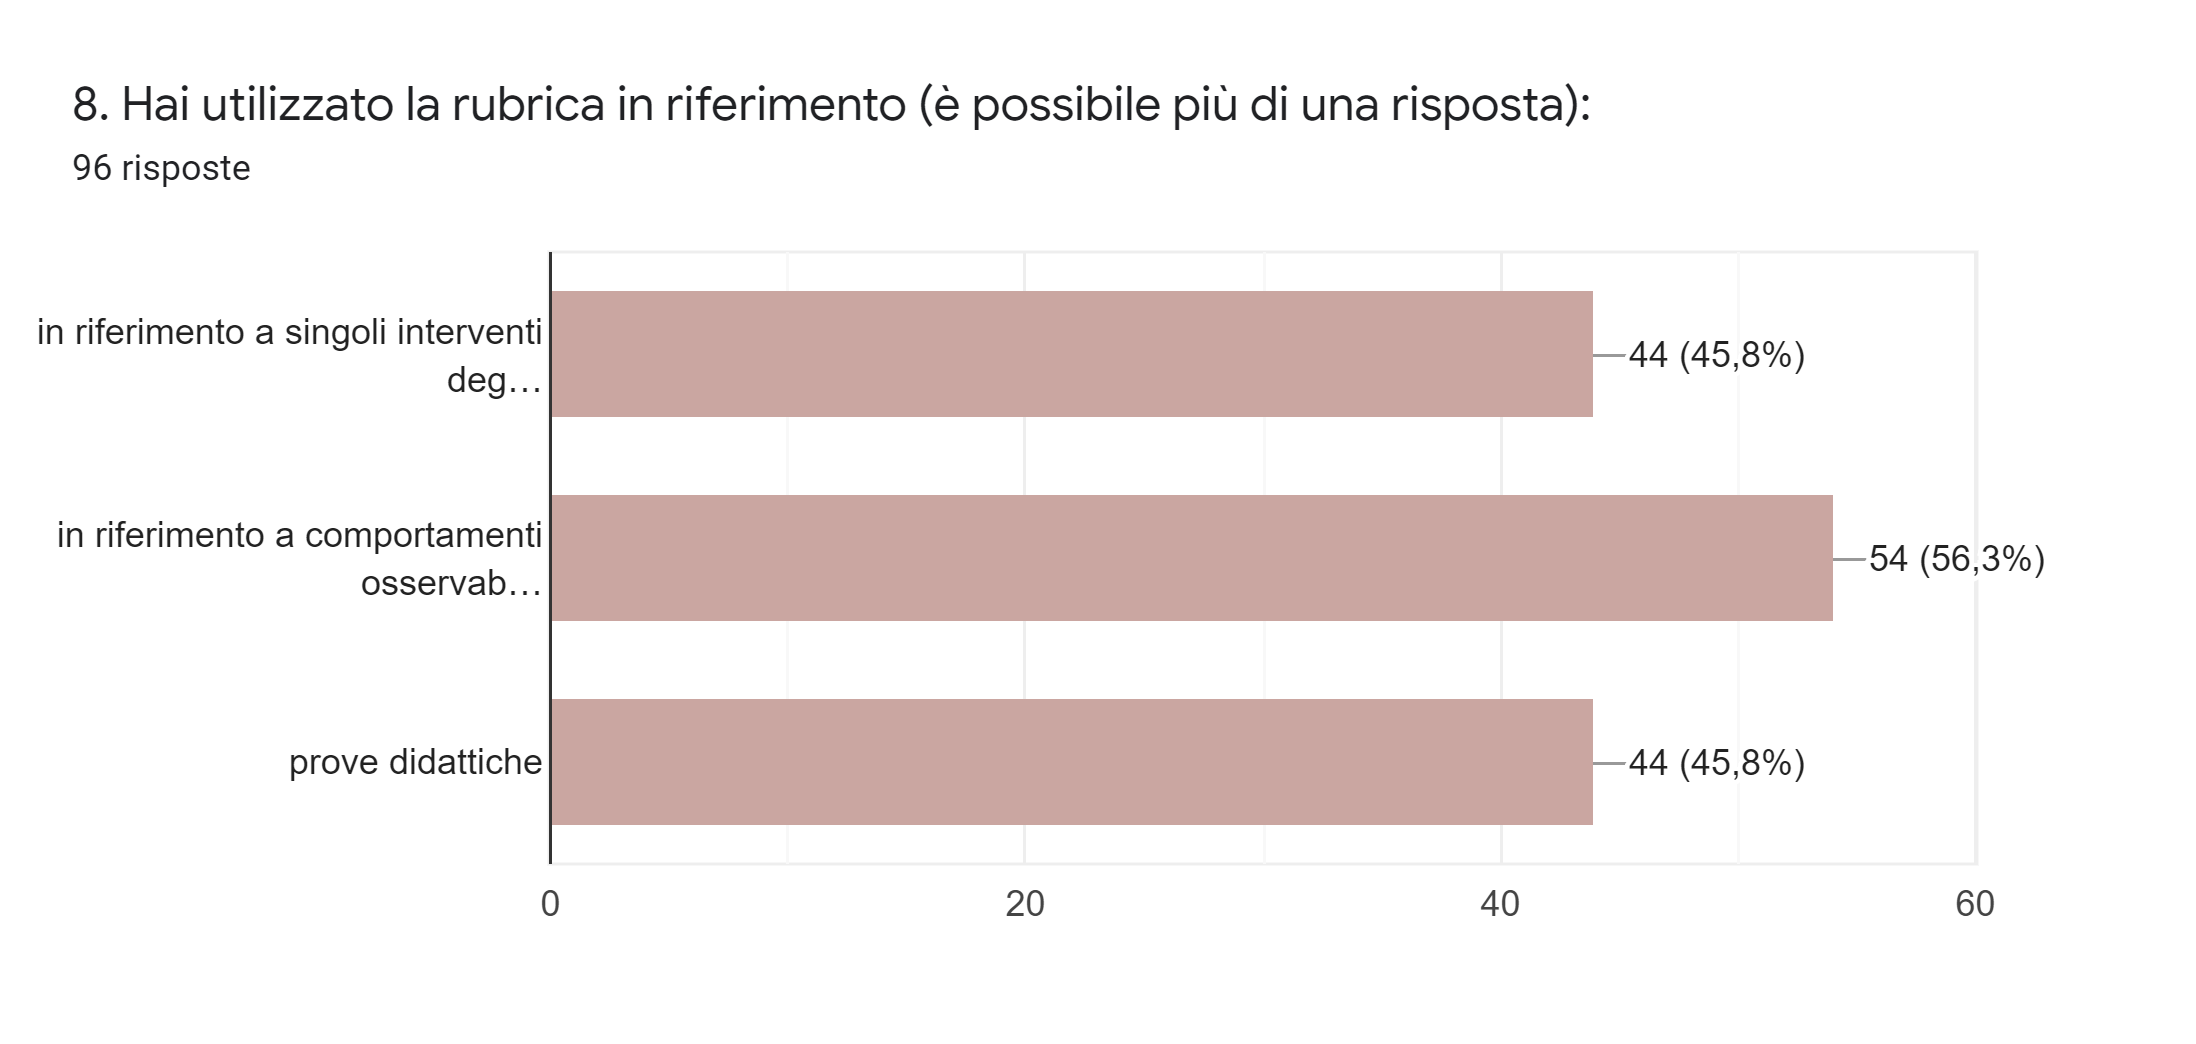 8. Hai utilizzato la rubrica in riferimento (è possibile più di una risposta):
96 risposte
in riferimento a singoli interventi
deg…
44 (45,8%)
in riferimento a comportamenti
osservab…
54 (56,3%)
prove didattiche
44 (45,8%)
0 20 40 60